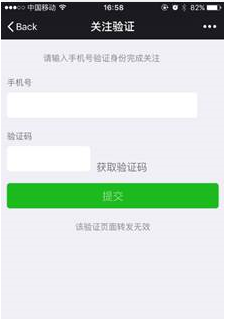 中国移动 16:58 82%
Back 关注验证
请输入手机号验证身份完成关注
手机号
验证码
获取验证码
提交
该验证页面转发无效